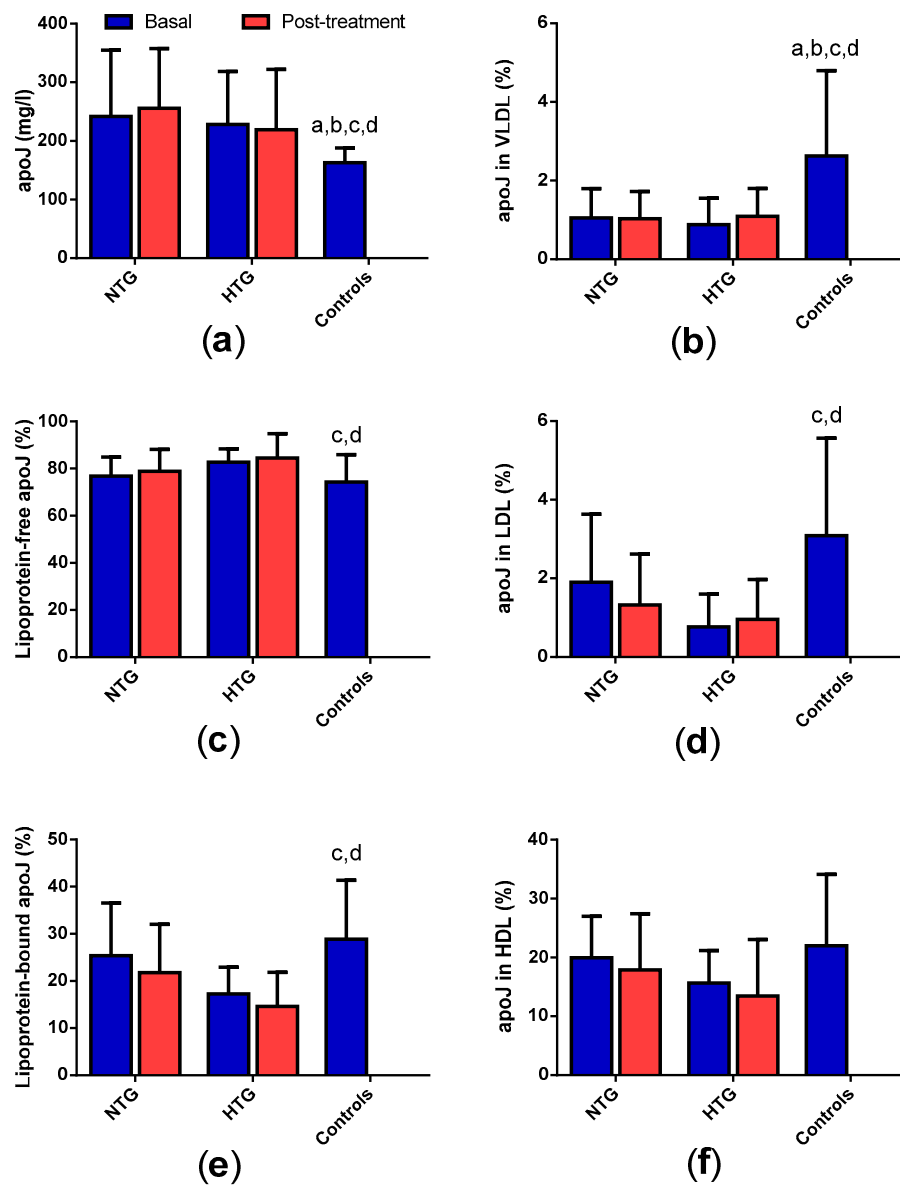 Basal Post-treatment
apoJ (mg/l)
400
300
200
100
0
a,b,c,d
NTG HTG Controls
(a)
apoJ in VLDL (%)
6
4
2
0
a,b,c,d
NTG HTG Controls
(b)
Lipoprotein-free apoJ (%)
100
80
60
40
20
0
c,d
NTG HTG Controls
(c)
apoJ in LDL (%)
6
4
2
0
c,d
NTG HTG Controls
(d)
Lipoprotein-bound apoJ (%)
50
40
30
20
10
0
c,d
NTG HTG Controls
(e)
apoJ in HDL (%)
40
30
20
10
0
NTG HTG Controls
(f)